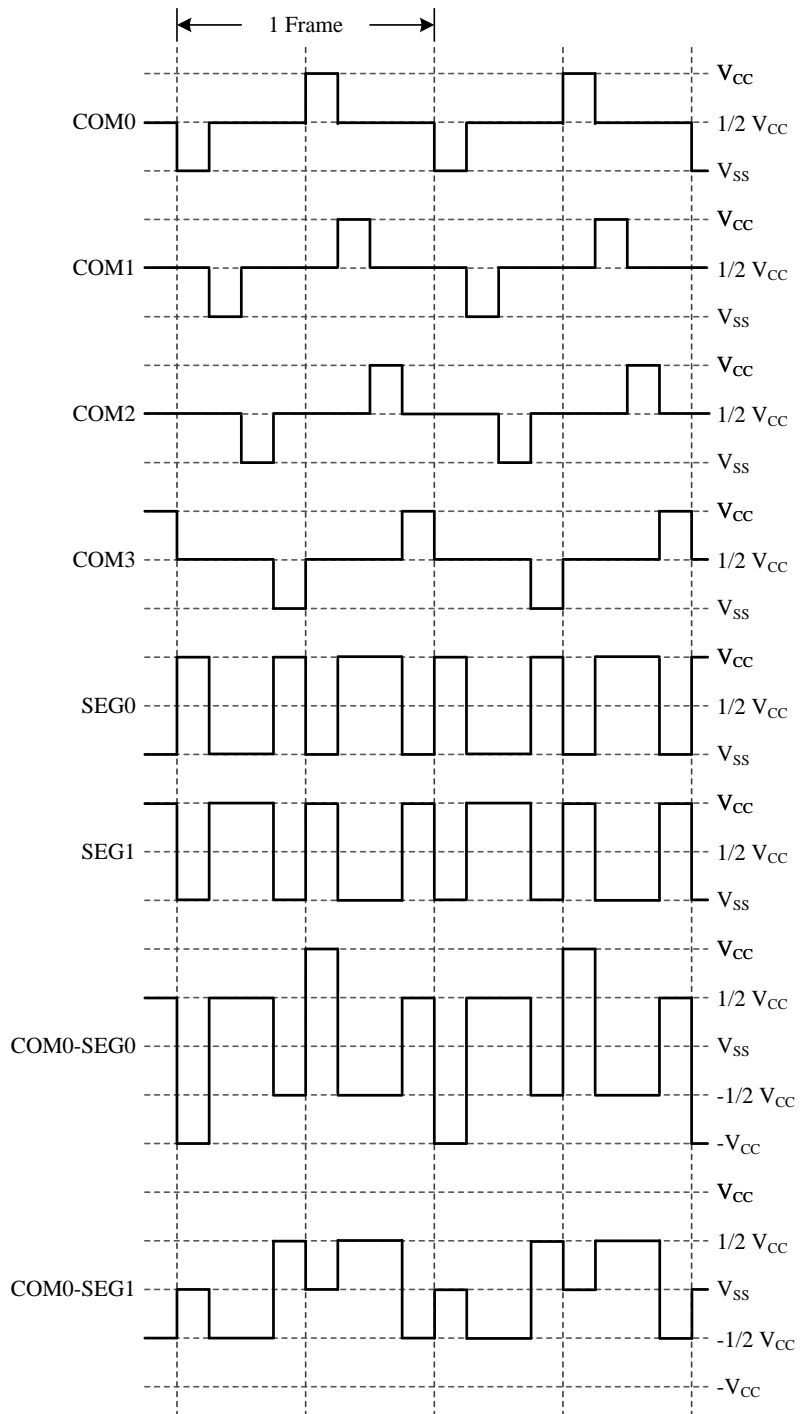 1 Frame
COM0
V_CC
1/2 V_CC
V_SS
COM1
V_CC
1/2 V_CC
V_SS
COM2
V_CC
1/2 V_CC
V_SS
COM3
V_CC
1/2 V_CC
V_SS
SEG0
V_CC
1/2 V_CC
V_SS
SEG1
V_CC
1/2 V_CC
V_SS
COM0-SEG0
V_CC
1/2 V_CC
V_SS
-1/2 V_CC
-V_CC
COM0-SEG1
V_CC
1/2 V_CC
V_SS
-1/2 V_CC
-V_CC